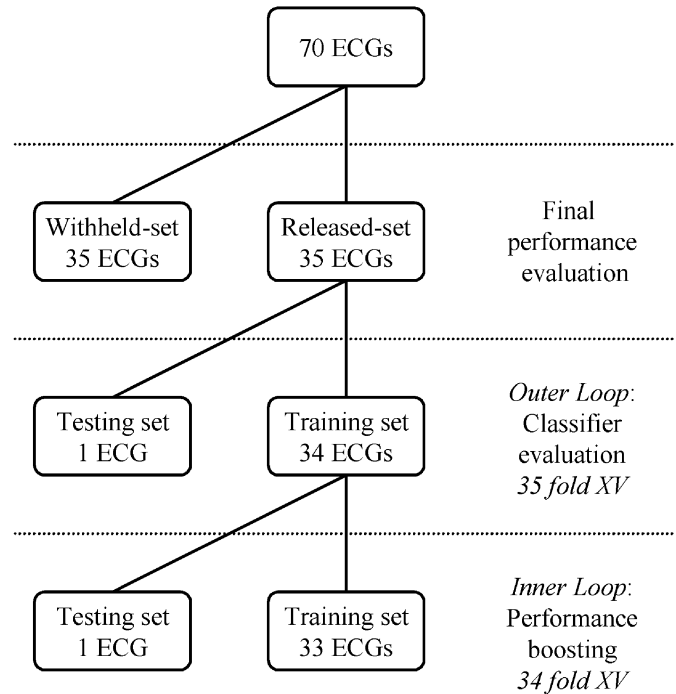 70 ECGs
Withheld-set
35 ECGs
Released-set
35 ECGs
Final
performance
evaluation
Testing set
1 ECG
Training set
34 ECGs
Outer Loop:
Classifier
evaluation
35 fold XV
Testing set
1 ECG
Training set
33 ECGs
Inner Loop:
Performance
boosting
34 fold XV